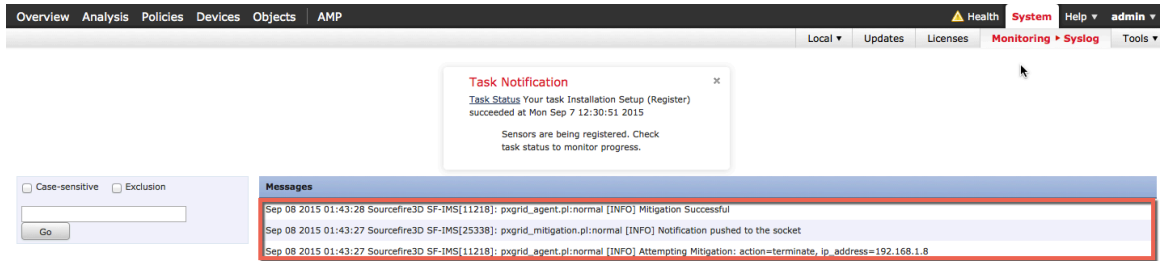 Overview Analysis Policies Devices Objects AMP Health System Help ▾ admin ▾
Local ▾ Updates Licenses Monitoring ▸ Syslog Tools ▾
Task Notification ×
Task Status Your task Installation Setup (Register)
succeeded at Mon Sep 7 12:30:51 2015
Sensors are being registered. Check
task status to monitor progress.
Case-sensitive Exclusion
Go
Messages
Sep 08 2015 01:43:28 Sourcefire3D SF-IMS[11218]: pxgrid_agent.pl:normal [INFO] Mitigation Successful
Sep 08 2015 01:43:27 Sourcefire3D SF-IMS[25338]: pxgrid_mitigation.pl:normal [INFO] Notification pushed to the socket
Sep 08 2015 01:43:27 Sourcefire3D SF-IMS[11218]: pxgrid_agent.pl:normal [INFO] Attempting Mitigation: action=terminate, ip_address=192.168.1.8